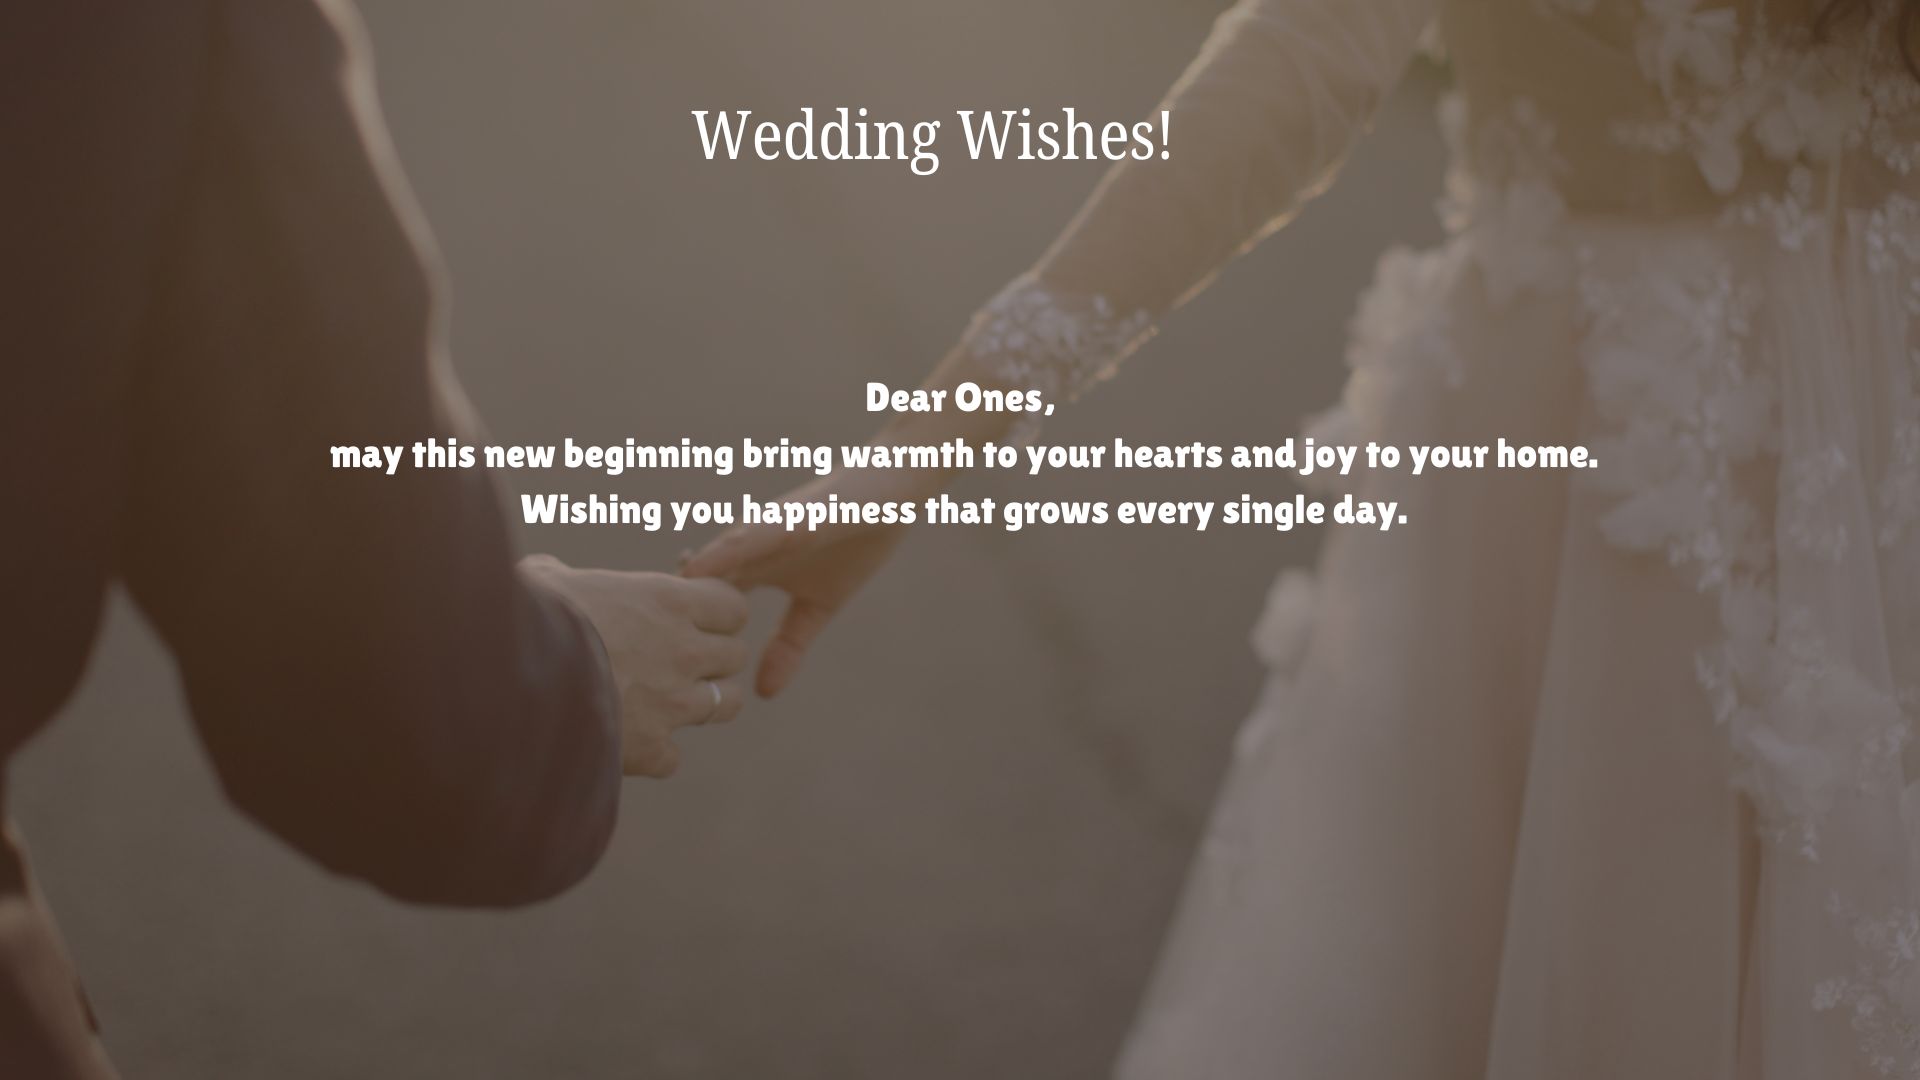 Wedding Wishes!
Dear Ones,
may this new beginning bring warmth to your hearts and joy to your home.
Wishing you happiness that grows every single day.